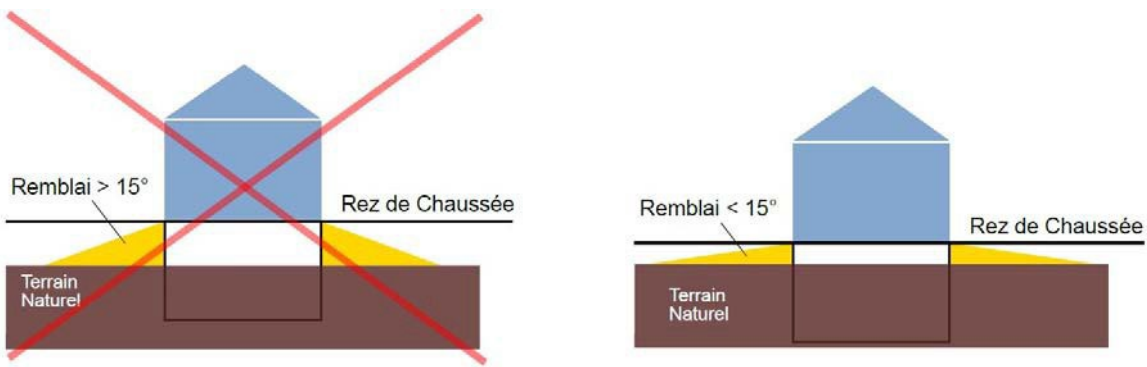 Remblai > 15°
Rez de Chaussée
Terrain
Naturel
Remblai < 15°
Rez de Chaussée
Terrain
Naturel